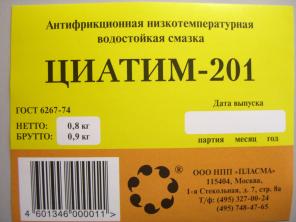 Антифрикционная низкотемпературная
водостойкая смазка
ЦИАТИМ-201
ГОСТ 6267-74
Дата выпуска
НЕТТО: 0,8 кг
БРУТТО: 0,9 кг
партия месяц год
ООО НПП «ПЛАСМА»
115404, Москва,
1-я Стекольная, д. 7, стр. 8а
Т/ф: (495) 327-00-24
(495) 748-47-65
4 601346 000011 >